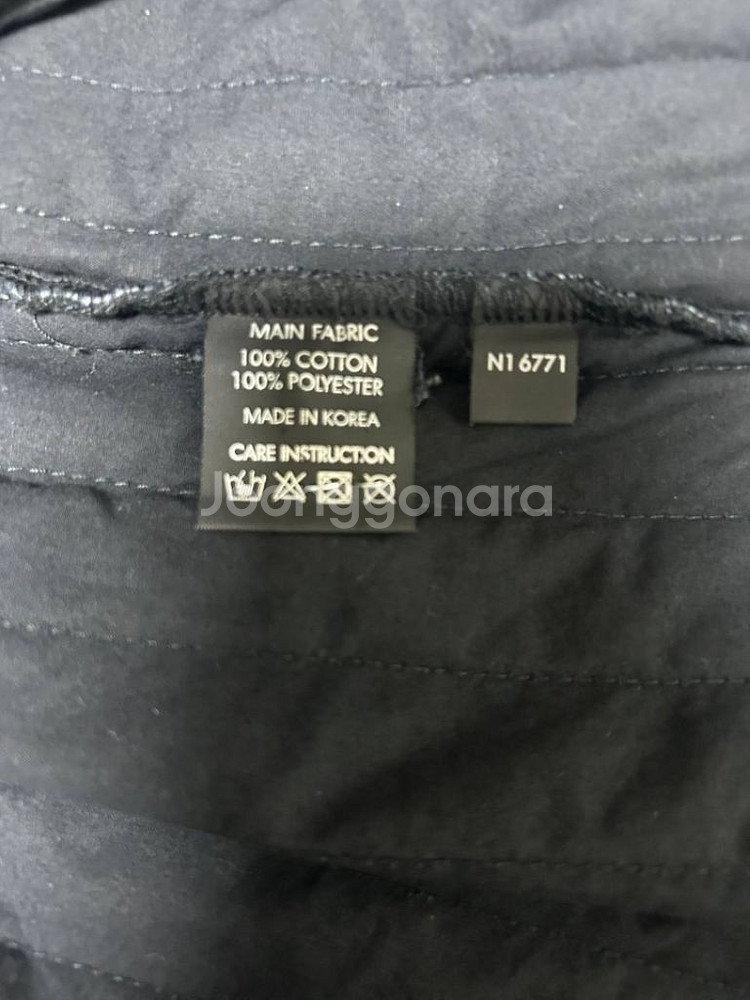 MAIN FABRIC
100% COTTON
100% POLYESTER
MADE IN KOREA
CARE INSTRUCTION
N1 6771
Joonggonara